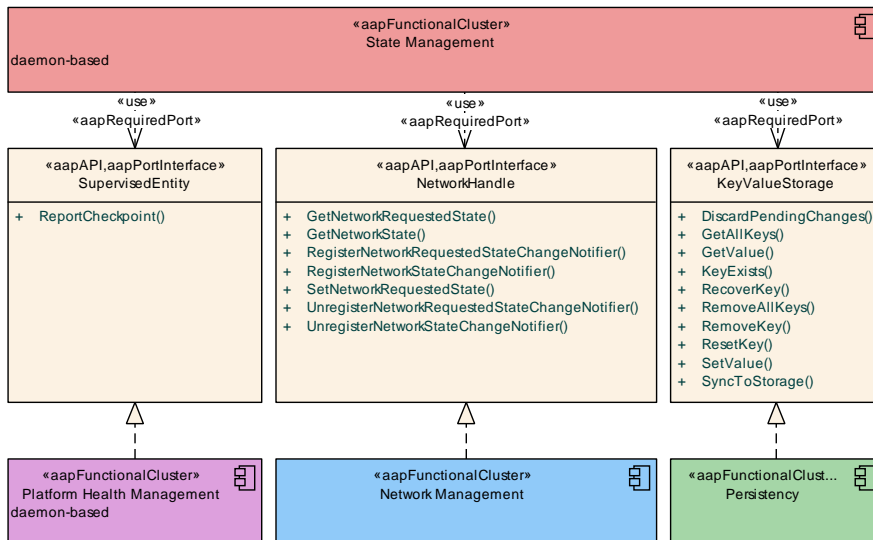 «aapFunctionalCluster»
State Management
daemon-based
«use»
«aapRequiredPort»
«use»
«aapRequiredPort»
«use»
«aapRequiredPort»
«aapAPI,aapPortInterface»
SupervisedEntity
+ ReportCheckpoint()
«aapAPI,aapPortInterface»
NetworkHandle
+ GetNetworkRequestedState()
+ GetNetworkState()
+ RegisterNetworkRequestedStateChangeNotifier()
+ RegisterNetworkStateChangeNotifier()
+ SetNetworkRequestedState()
+ UnregisterNetworkRequestedStateChangeNotifier()
+ UnregisterNetworkStateChangeNotifier()
«aapAPI,aapPortInterface»
KeyValueStorage
+ DiscardPendingChanges()
+ GetAllKeys()
+ GetValue()
+ KeyExists()
+ RecoverKey()
+ RemoveAllKeys()
+ RemoveKey()
+ ResetKey()
+ SetValue()
+ SyncToStorage()
«aapFunctionalCluster»
Platform Health Management
daemon-based
«aapFunctionalCluster»
Network Management
«aapFunctionalClust...
Persistency